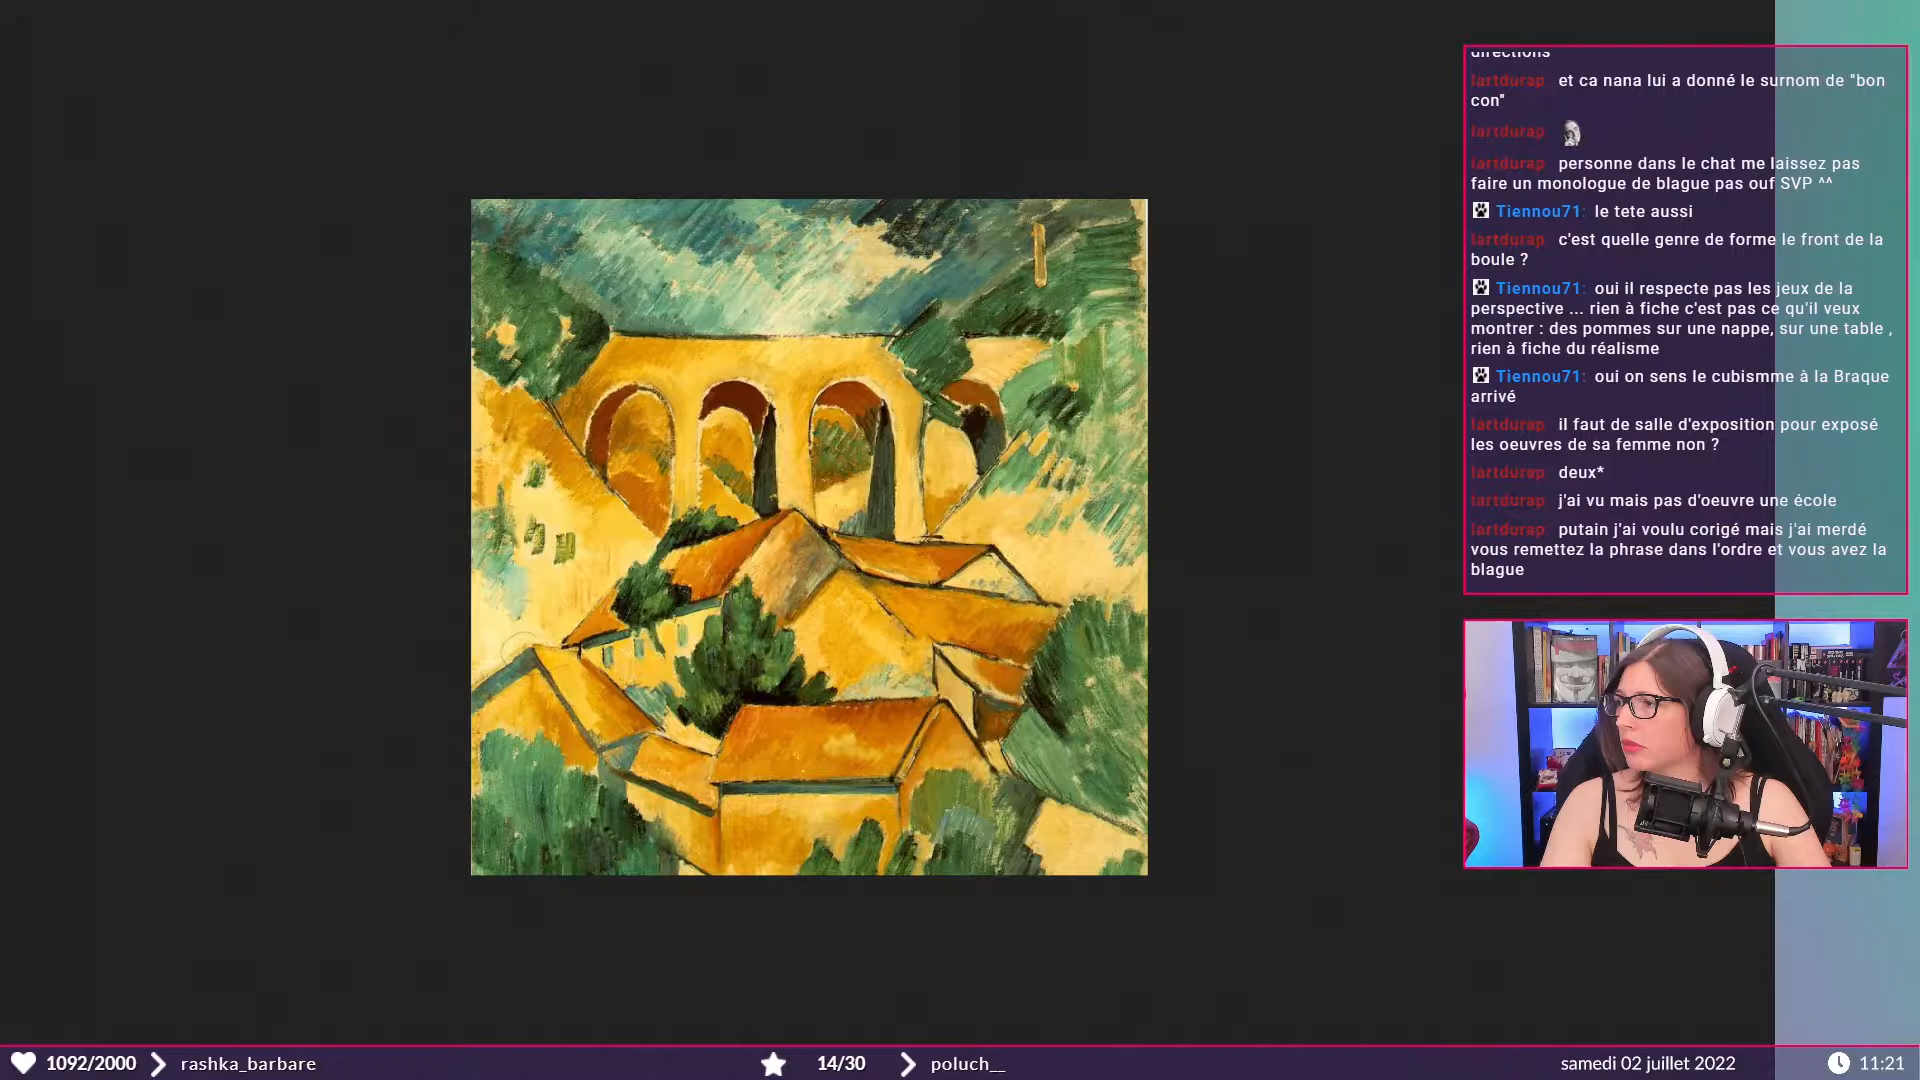 directions
lartdurap et ca nana lui a donné le surnom de "bon
con"
lartdurap
lartdurap personne dans le chat me laissez pas
faire un monologue de blague pas ouf SVP ^^
Tiennou71: le tete aussi
lartdurap c'est quelle genre de forme le front de la
boule ?
Tiennou71: oui il respecte pas les jeux de la
perspective ... rien à fiche c'est pas ce qu'il veux
montrer : des pommes sur une nappe, sur une table ,
rien à fiche du réalisme
Tiennou71: oui on sens le cubismme à la Braque
arrivé
lartdurap il faut de salle d'exposition pour exposé
les oeuvres de sa femme non ?
lartdurap deux*
lartdurap j'ai vu mais pas d'oeuvre une école
lartdurap putain j'ai voulu corigé mais j'ai merdé
vous remettez la phrase dans l'ordre et vous avez la
blague
1092/2000 rashka_barbare 14/30 poluch__ samedi 02 juillet 2022 11:21